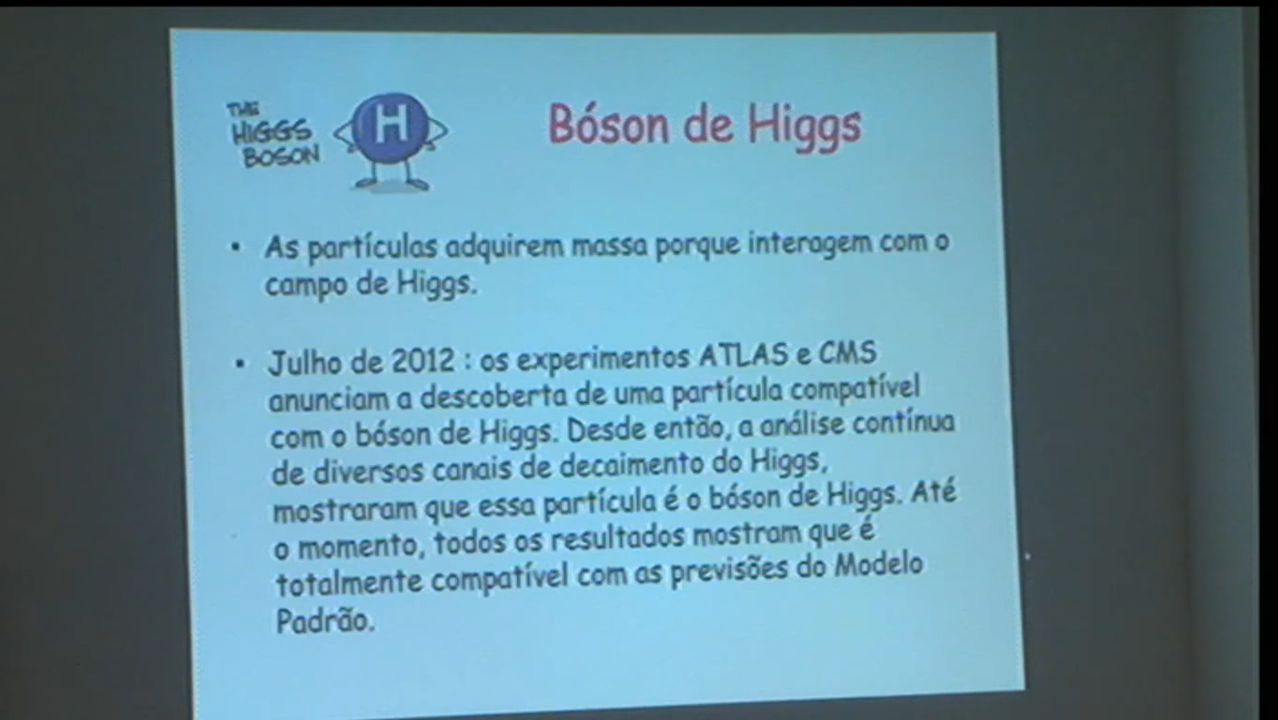 THE
HIGGS
BOSON
H
Bóson de Higgs
• As partículas adquirem massa porque interagem com o
campo de Higgs.
• Julho de 2012 : os experimentos ATLAS e CMS
anunciam a descoberta de uma partícula compatível
com o bóson de Higgs. Desde então, a análise contínua
de diversos canais de decaimento do Higgs,
mostraram que essa partícula é o bóson de Higgs. Até
o momento, todos os resultados mostram que é
totalmente compatível com as previsões do Modelo
Padrão.